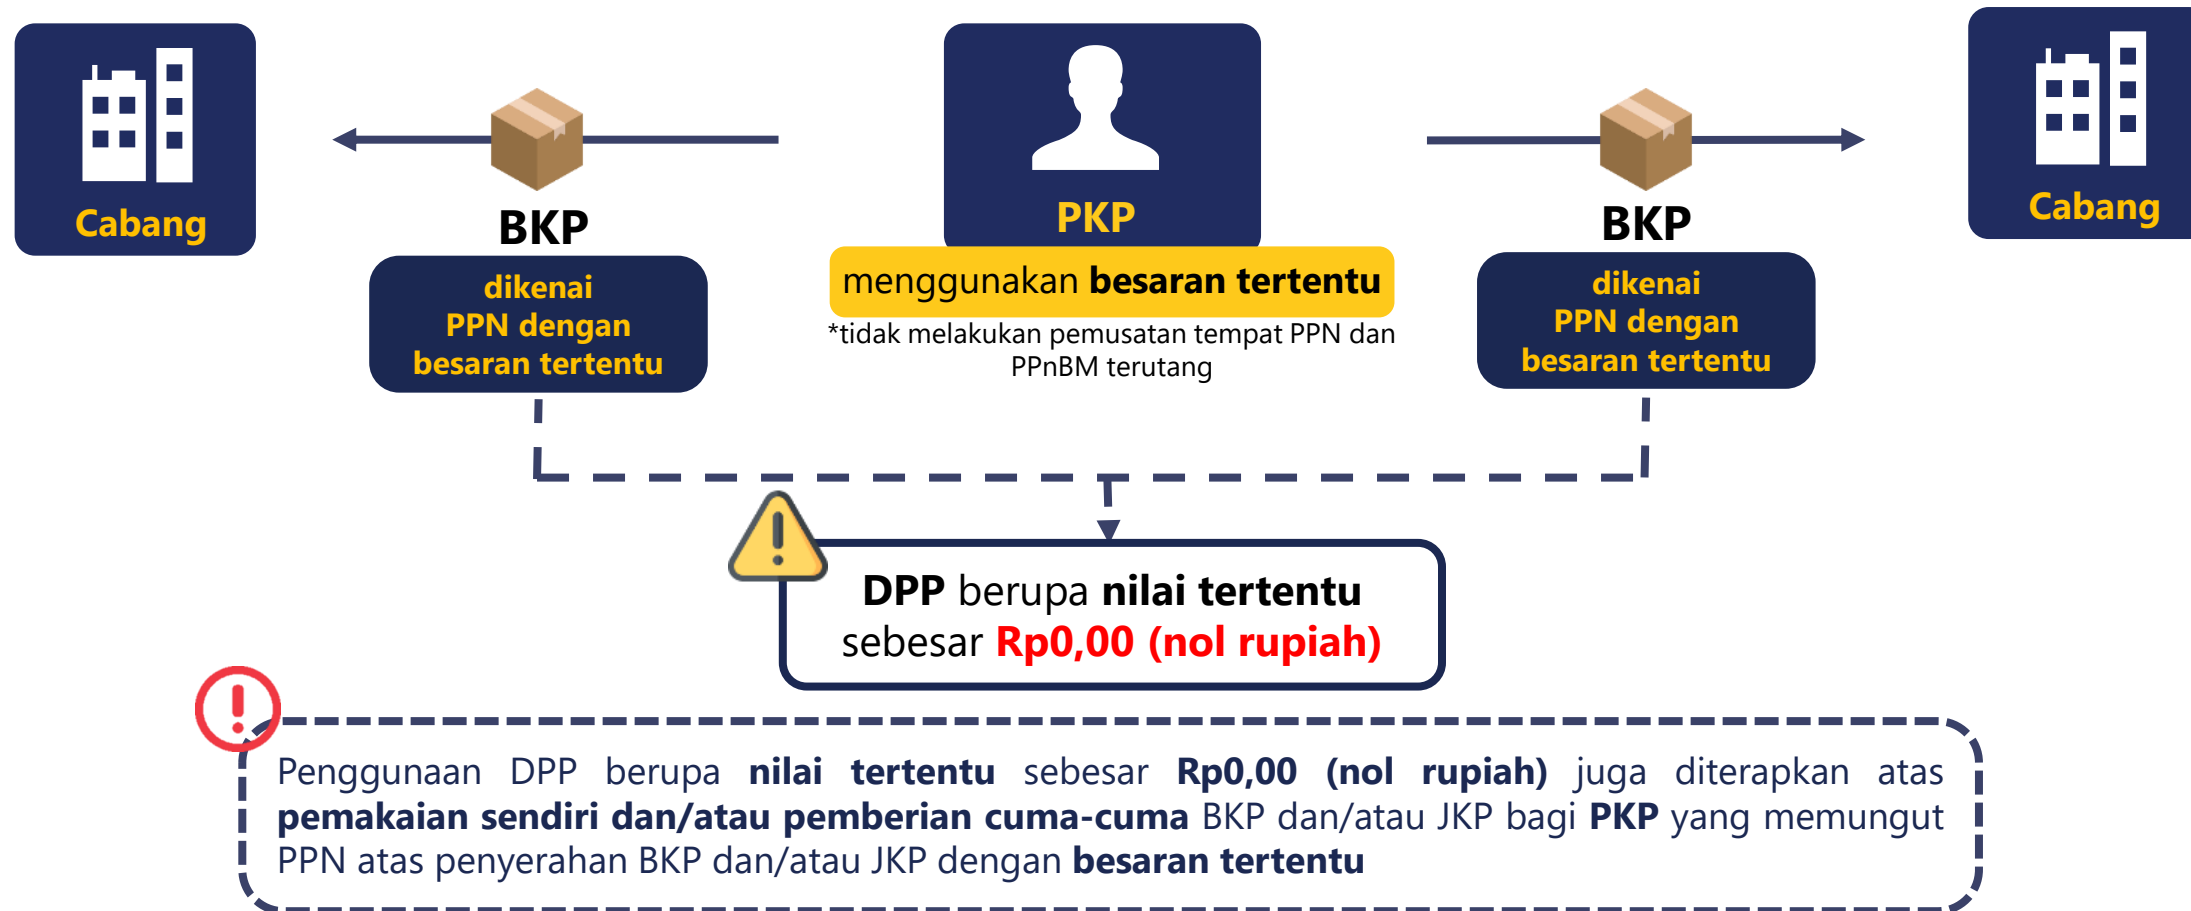 Cabang
BKP
dikenai
PPN dengan
besaran tertentu
PKP
menggunakan besaran tertentu
*tidak melakukan pemusatan tempat PPN dan
PPnBM terutang
BKP
dikenai
PPN dengan
besaran tertentu
Cabang
DPP berupa nilai tertentu
sebesar Rp0,00 (nol rupiah)
Penggunaan DPP berupa nilai tertentu sebesar Rp0,00 (nol rupiah) juga diterapkan atas
pemakaian sendiri dan/atau pemberian cuma-cuma BKP dan/atau JKP bagi PKP yang memungut
PPN atas penyerahan BKP dan/atau JKP dengan besaran tertentu